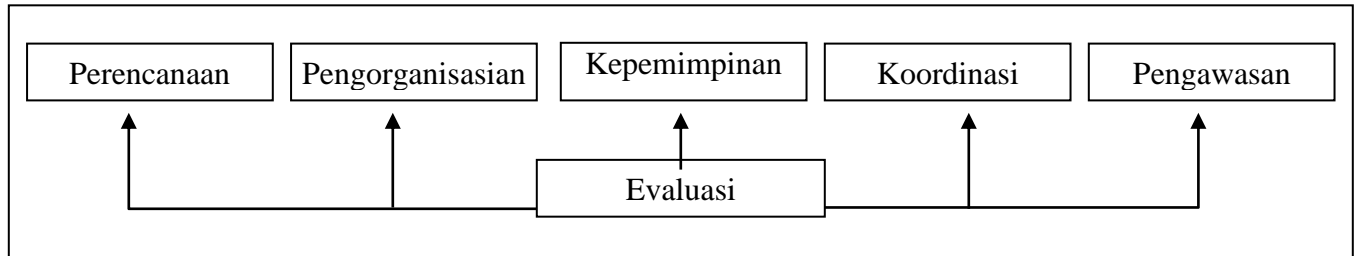 Perencanaan
Pengorganisasian
Kepemimpinan
Koordinasi
Pengawasan
Evaluasi